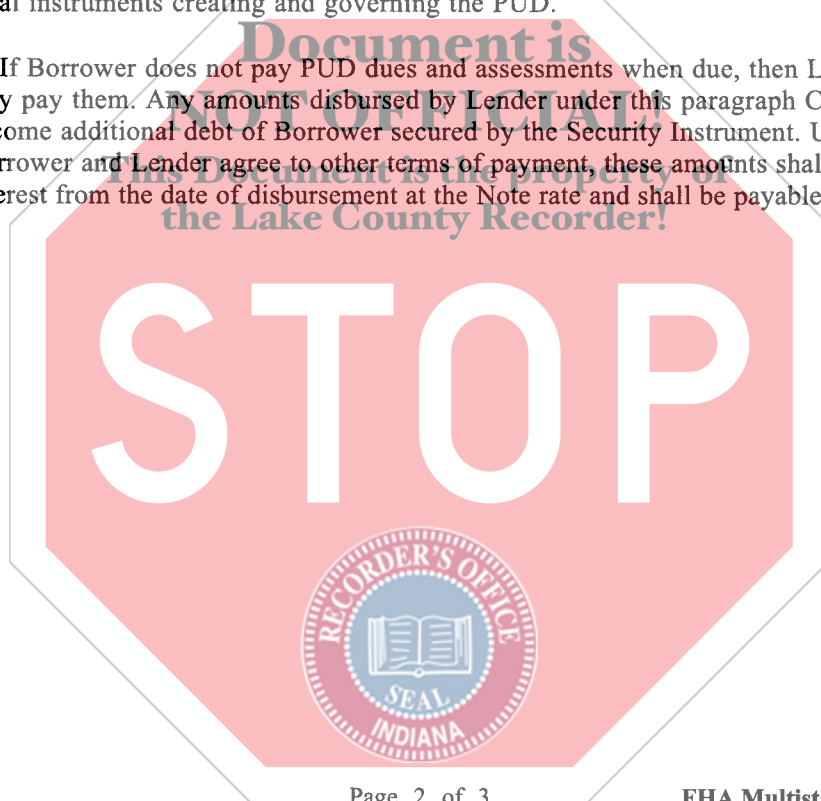 al instruments creating and governing the PUD.
If Borrower does not pay PUD dues and assessments when due, then L
y pay them. Any amounts disbursed by Lender under this paragraph C
come additional debt of Borrower secured by the Security Instrument. U
rrower and Lender agree to other terms of payment, these amounts shal
erest from the date of disbursement at the Note rate and shall be payable
Document is
NOT OFFICIAL!
This Document is the property of
the Lake County Recorder!
STOP
RECORDER'S OFFICE
SEAL
INDIANA
Page 2 of 3
FHA Multist